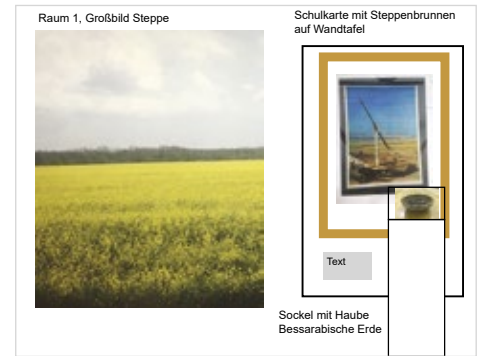 Raum 1, Großbild Steppe
Schulkarte mit Steppenbrunnen
auf Wandtafel
Text
Sockel mit Haube
Bessarabische Erde